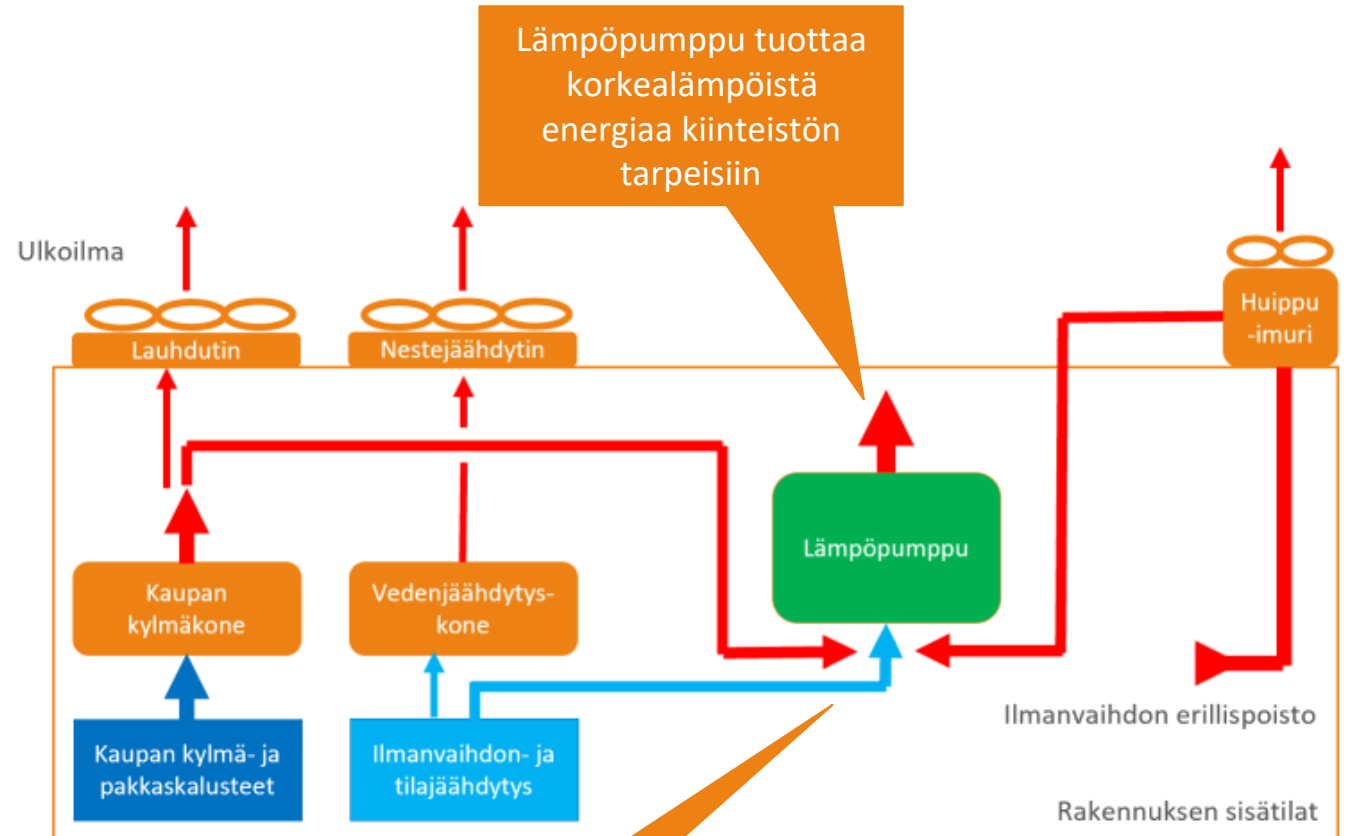 Lämpöpumppu tuottaa
korkealämpöistä
energiaa kiinteistön
tarpeisiin
Ulkoilma
Lauhdutin
Nestejäähdytin
Huippu
-imuri
Lämpöpumppu
Kaupan
kylmäkone
Vedenjäähdytys-
kone
Ilmanvaihdon erillispoisto
Kaupan kylmä- ja
pakkaskalusteet
Ilmanvaihdon- ja
tilajäähdytys
Rakennuksen sisätilat